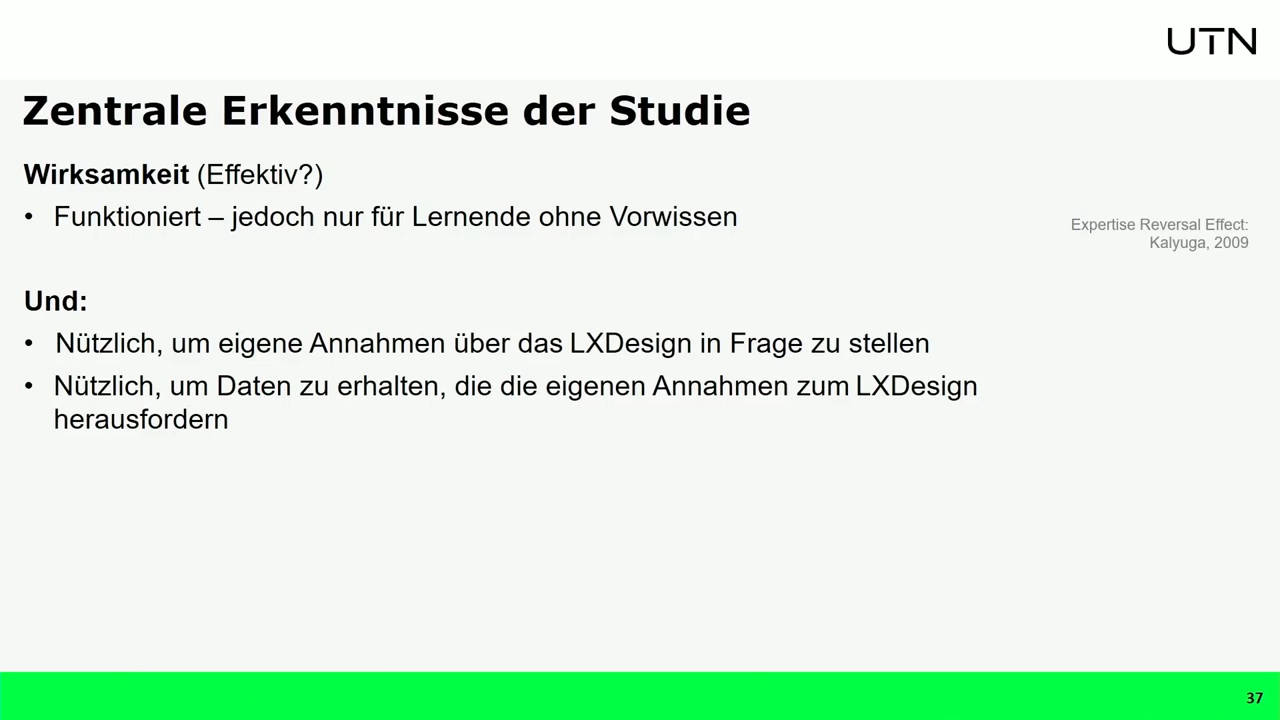 UTN
Zentrale Erkenntnisse der Studie
Wirksamkeit (Effektiv?)
• Funktioniert – jedoch nur für Lernende ohne Vorwissen
Expertise Reversal Effect:
Kalyuga, 2009
Und:
• Nützlich, um eigene Annahmen über das LXDesign in Frage zu stellen
• Nützlich, um Daten zu erhalten, die die eigenen Annahmen zum LXDesign
herausfordern
37